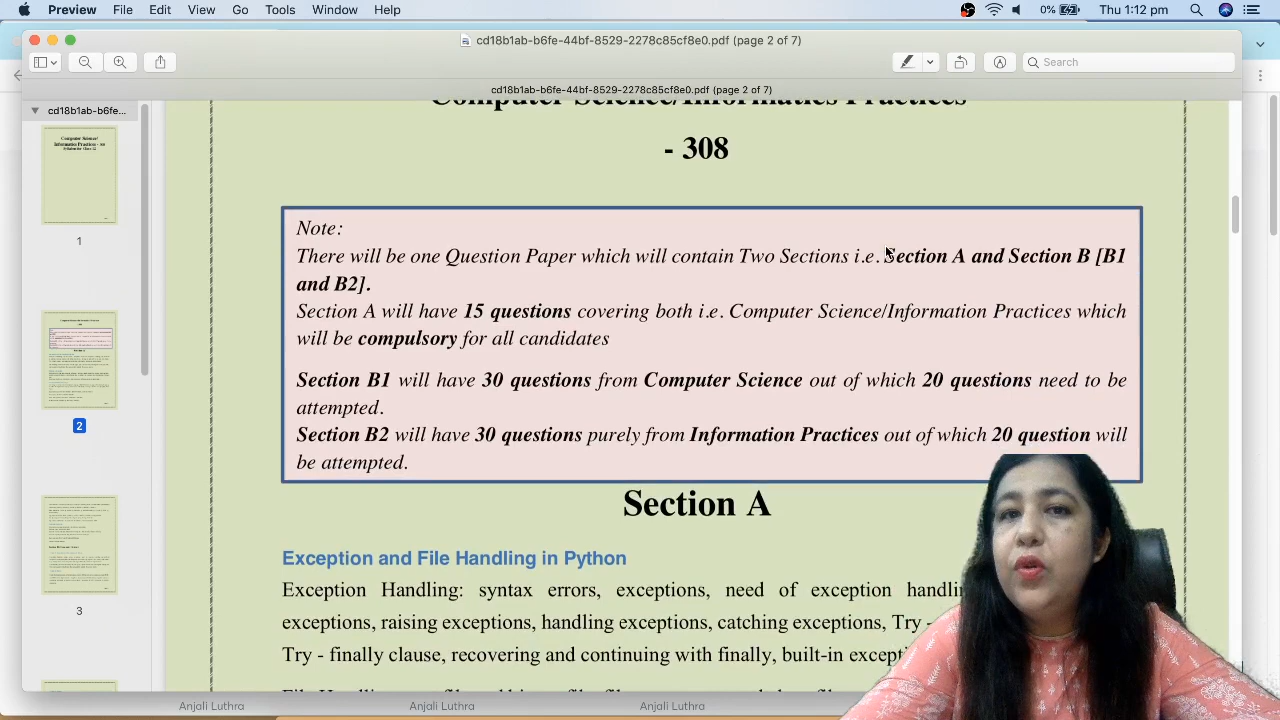 Preview File Edit View Go Tools Window Help 0% Thu 1:12 pm
cd18b1ab-b6fe-44bf-8529-2278c85cf8e0.pdf (page 2 of 7)
Search
cd18b1ab-b6fe-44bf-8529-2278c85cf8e0.pdf (page 2 of 7)
cd18b1ab-b6fe...
1
2
3
Computer Science/Informatics Practices
- 308
Note:
There will be one Question Paper which will contain Two Sections i.e. Section A and Section B [B1
and B2].
Section A will have 15 questions covering both i.e. Computer Science/Information Practices which
will be compulsory for all candidates
Section B1 will have 30 questions from Computer Science out of which 20 questions need to be
attempted.
Section B2 will have 30 questions purely from Information Practices out of which 20 question will
be attempted.
Section A
Exception and File Handling in Python
Exception Handling: syntax errors, exceptions, need of exception
exceptions, raising exceptions, handling exceptions, catching exceptions, Try -
Try - finally clause, recovering and continuing with finally, built-in
Anjali Luthra Anjali Luthra Anjali Luthra